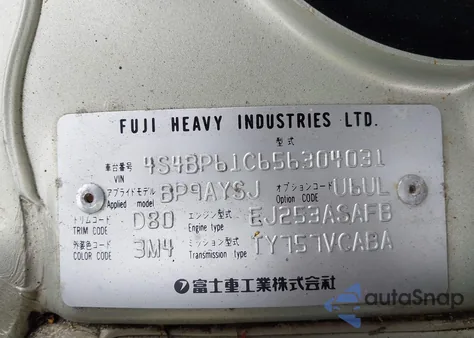 FUJI HEAVY INDUSTRIES LTD.
型式
車台番号 VIN 4S4BP61C656304031
アプライドモデル Applied model BP9AYSJ オプションコード Option code U6UL
トリムコード TRIM CODE D80 エンジン型式 Engine type EJ253ASAFB
外装色コード COLOR CODE 3M4 ミッション型式 Transmission type TY757VCABA
富士重工業株式会社
autoSnap